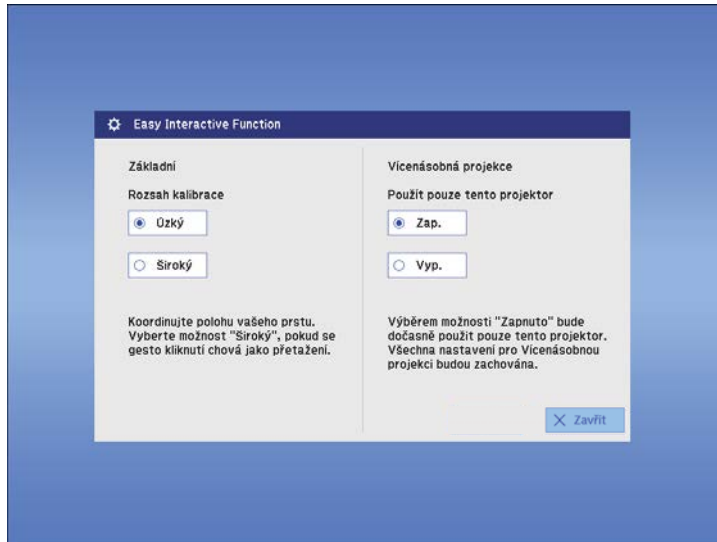 Easy Interactive Function
Základní
Rozsah kalibrace
Úzký
Široký
Koordinujte polohu vašeho prstu.
Vyberte možnost "Široký", pokud se
gesto kliknutí chová jako přetažení.
Vícenásobná projekce
Použít pouze tento projektor
Zap.
Vyp.
Výběrem možnosti "Zapnuto" bude
dočasně použit pouze tento projektor.
Všechna nastavení pro Vícenásobnou
projekci budou zachována.
Zavřít